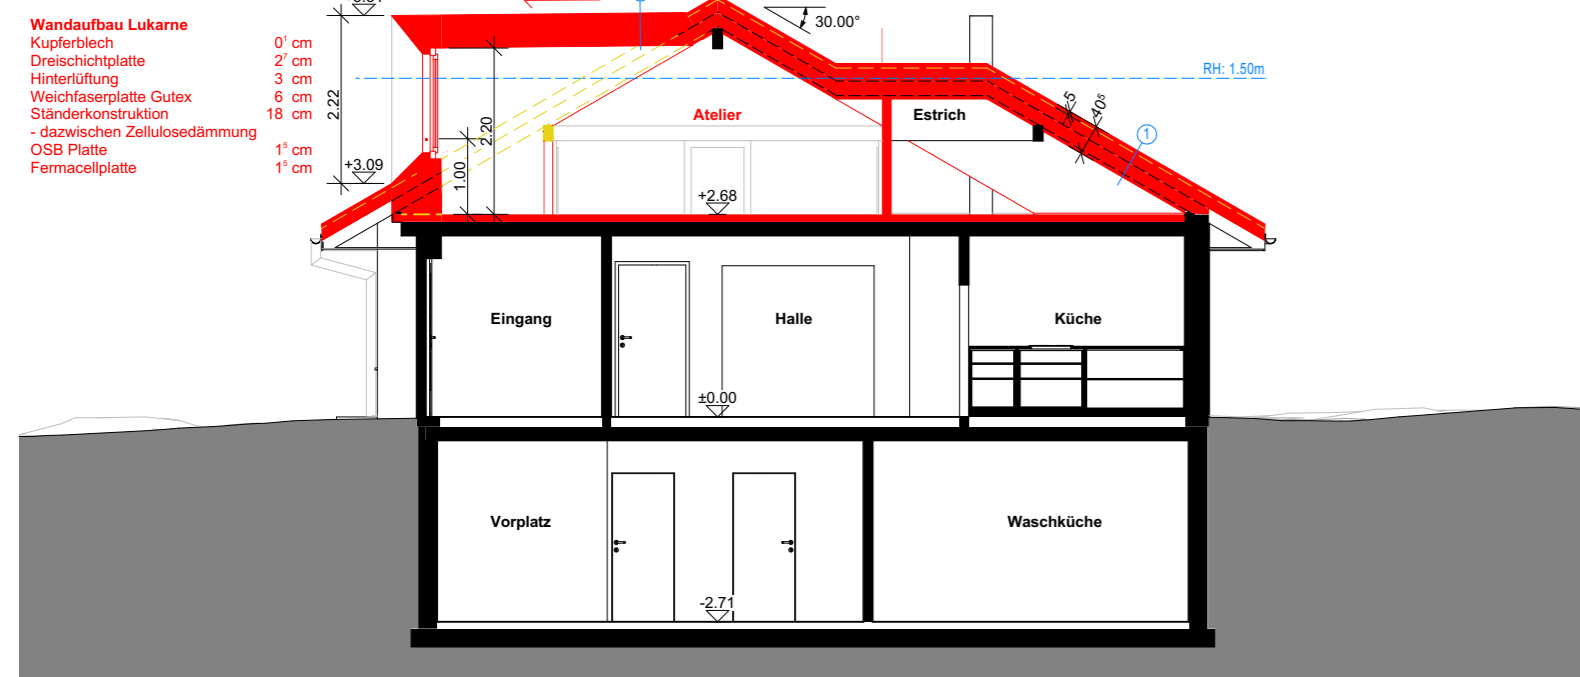 Wandaufbau Lukarne
Kupferblech 0¹ cm
Dreischichtplatte 2⁷ cm
Hinterlüftung 3 cm
Weichfaserplatte Gutex 6 cm
Ständerkonstruktion 18 cm
- dazwischen Zellulosedämmung
OSB Platte 1⁵ cm
Fermacellplatte 1⁵ cm
30.00°
RH: 1.50m
2.22
2.20
1.00
+3.09
Atelier
Estrich
5
40⁵
1
+2.68
Eingang
Halle
Küche
±0.00
Vorplatz
Waschküche
-2.71